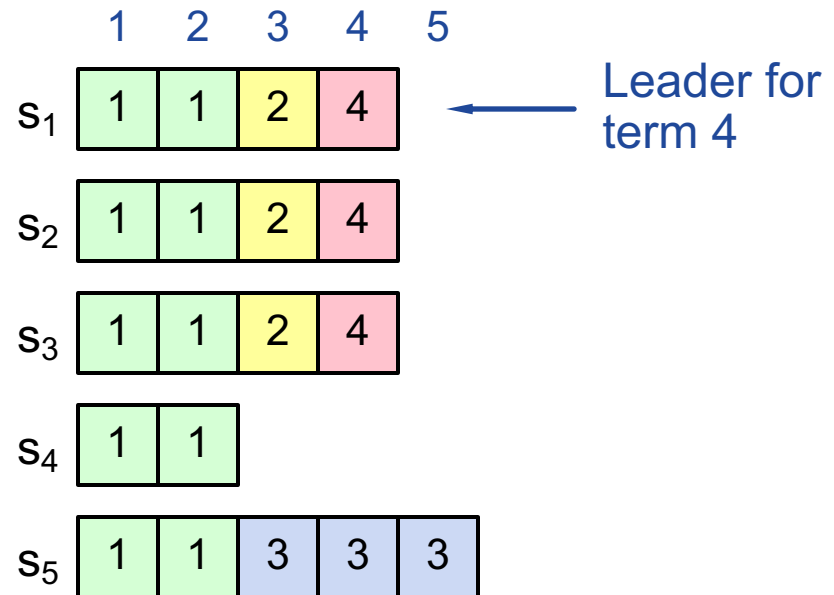 1 2 3 4 5
s₁ 1 1 2 4
Leader for
term 4
s₂ 1 1 2 4
s₃ 1 1 2 4
s₄ 1 1
s₅ 1 1 3 3 3